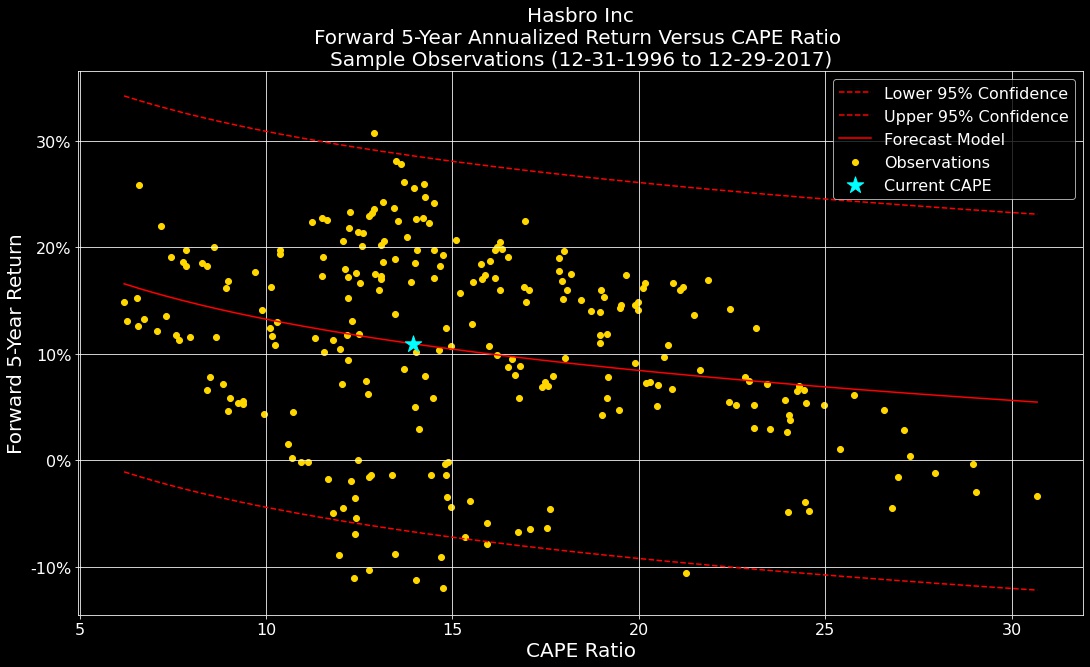 Hasbro Inc
Forward 5-Year Annualized Return Versus CAPE Ratio
Sample Observations (12-31-1996 to 12-29-2017)
Lower 95% Confidence
Upper 95% Confidence
Forecast Model
Observations
Current CAPE
Forward 5-Year Return
30%
20%
10%
0%
-10%
5
10
15
20
25
30
CAPE Ratio